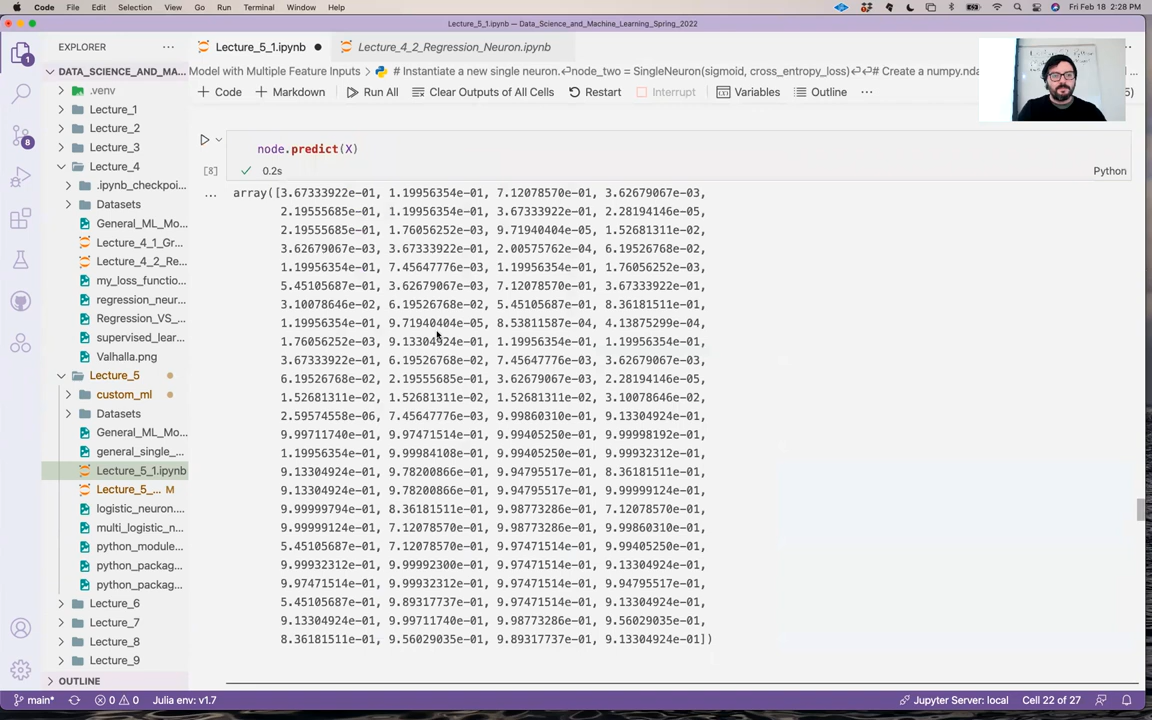 Code File Edit Selection View Go Run Terminal Window Help Fri Feb 18 2:28 PM
Lecture_5_1.ipynb — Data_Science_and_Machine_Learning_Spring_2022
EXPLORER
Lecture_5_1.ipynb
Lecture_4_2_Regression_Neuron.ipynb
DATA_SCIENCE_AND_MA...
Model with Multiple Feature Inputs > # Instantiate a new single neuron.↵node_two = SingleNeuron(sigmoid, cross_entropy_loss)↵↵# Create a numpy.nda
Code Markdown Run All Clear Outputs of All Cells Restart Interrupt Variables Outline
.venv
Lecture_1
Lecture_2
Lecture_3
Lecture_4
.ipynb_checkpoi...
Datasets
General_ML_Mo...
Lecture_4_1_Gr...
Lecture_4_2_Re...
my_loss_functio...
regression_neur...
Regression_VS_...
supervised_lear...
Valhalla.png
Lecture_5
custom_ml
Datasets
General_ML_Mo...
general_single_...
Lecture_5_1.ipynb
Lecture_5_... M
logistic_neuron....
multi_logistic_n...
python_module...
python_packag...
python_packag...
Lecture_6
Lecture_7
Lecture_8
Lecture_9
OUTLINE
node.predict(X)
[8] 0.2s Python
array([3.67333922e-01, 1.19956354e-01, 7.12078570e-01, 3.62679067e-03,
2.19555685e-01, 1.19956354e-01, 3.67333922e-01, 2.28194146e-05,
2.19555685e-01, 1.76056252e-03, 9.71940404e-05, 1.52681311e-02,
3.62679067e-03, 3.67333922e-01, 2.00575762e-04, 6.19526768e-02,
1.19956354e-01, 7.45647776e-03, 1.19956354e-01, 1.76056252e-03,
5.45105687e-01, 3.62679067e-03, 7.12078570e-01, 3.67333922e-01,
3.10078646e-02, 6.19526768e-02, 5.45105687e-01, 8.36181511e-01,
1.19956354e-01, 9.71940404e-05, 8.53811587e-04, 4.13875299e-04,
1.76056252e-03, 9.13304924e-01, 1.19956354e-01, 1.19956354e-01,
3.67333922e-01, 6.19526768e-02, 7.45647776e-03, 3.62679067e-03,
6.19526768e-02, 2.19555685e-01, 3.62679067e-03, 2.28194146e-05,
1.52681311e-02, 1.52681311e-02, 1.52681311e-02, 3.10078646e-02,
2.59574558e-06, 7.45647776e-03, 9.99860310e-01, 9.13304924e-01,
9.99711740e-01, 9.97471514e-01, 9.99405250e-01, 9.99998192e-01,
1.19956354e-01, 9.99984108e-01, 9.99405250e-01, 9.99932312e-01,
9.13304924e-01, 9.78200866e-01, 9.94795517e-01, 8.36181511e-01,
9.13304924e-01, 9.78200866e-01, 9.94795517e-01, 9.99999124e-01,
9.99999794e-01, 8.36181511e-01, 9.98773286e-01, 7.12078570e-01,
9.99999124e-01, 7.12078570e-01, 9.98773286e-01, 9.99860310e-01,
5.45105687e-01, 7.12078570e-01, 9.97471514e-01, 9.99405250e-01,
9.99932312e-01, 9.99992300e-01, 9.97471514e-01, 9.13304924e-01,
9.97471514e-01, 9.99932312e-01, 9.97471514e-01, 9.94795517e-01,
5.45105687e-01, 9.89317737e-01, 9.97471514e-01, 9.13304924e-01,
9.13304924e-01, 9.99711740e-01, 9.98773286e-01, 9.56029035e-01,
8.36181511e-01, 9.56029035e-01, 9.89317737e-01, 9.13304924e-01])
main* 0 0 Julia env: v1.7 Jupyter Server: local Cell 22 of 27